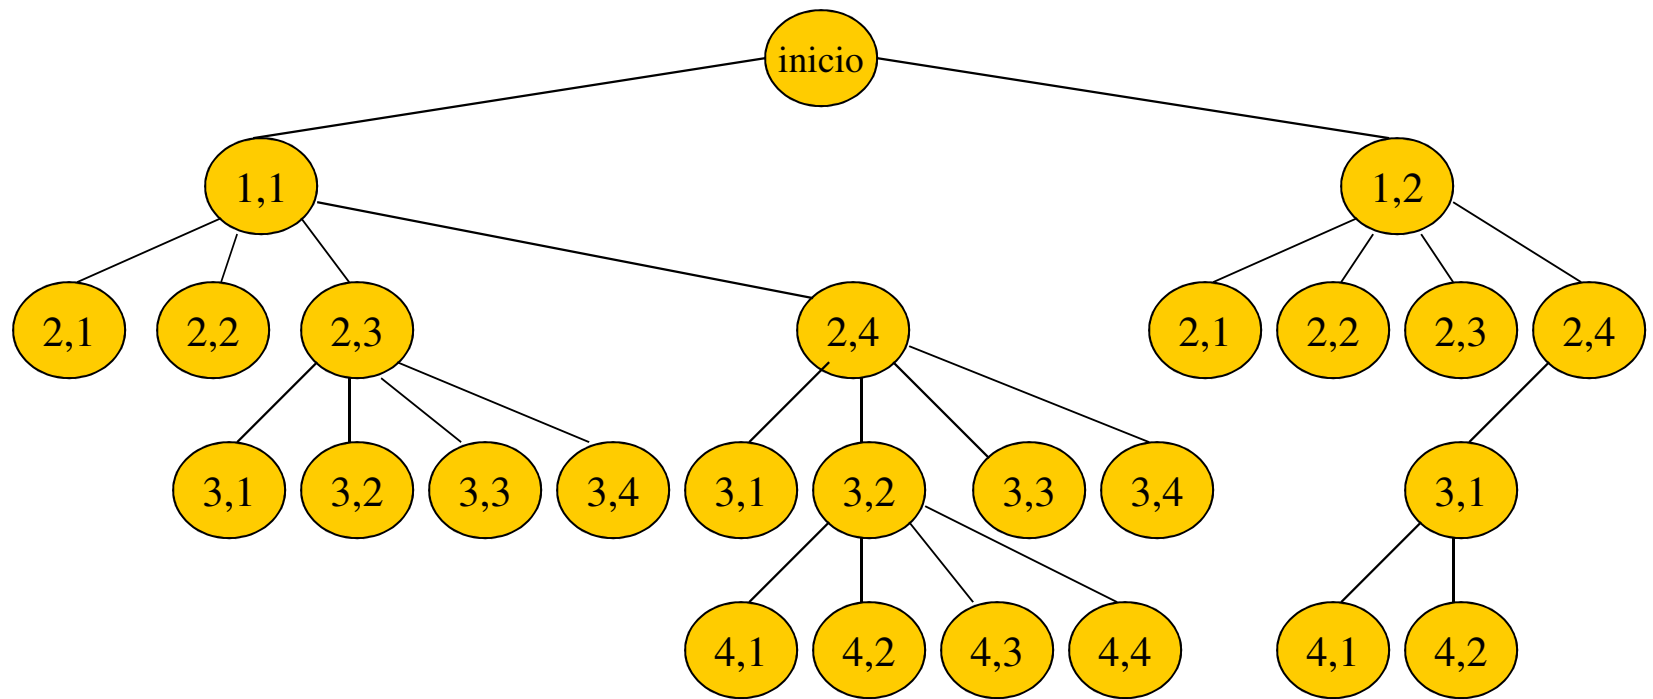 inicio
1,1 1,2
2,1 2,2 2,3 2,4 2,1 2,2 2,3 2,4
3,1 3,2 3,3 3,4 3,1 3,2 3,3 3,4 3,1
4,1 4,2 4,3 4,4 4,1 4,2